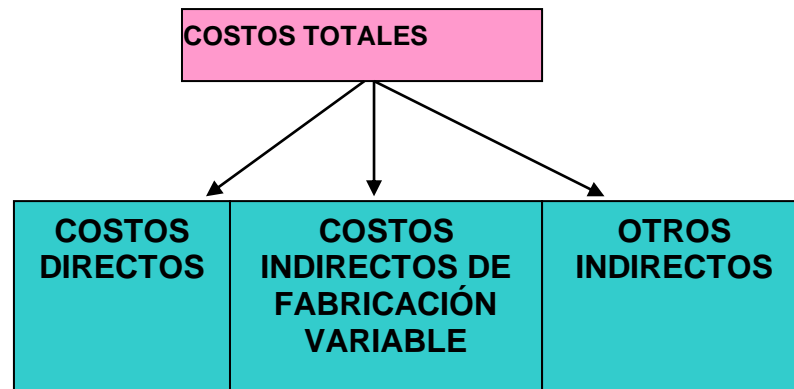 COSTOS TOTALES
COSTOS
DIRECTOS
COSTOS
INDIRECTOS DE
FABRICACIÓN
VARIABLE
OTROS
INDIRECTOS